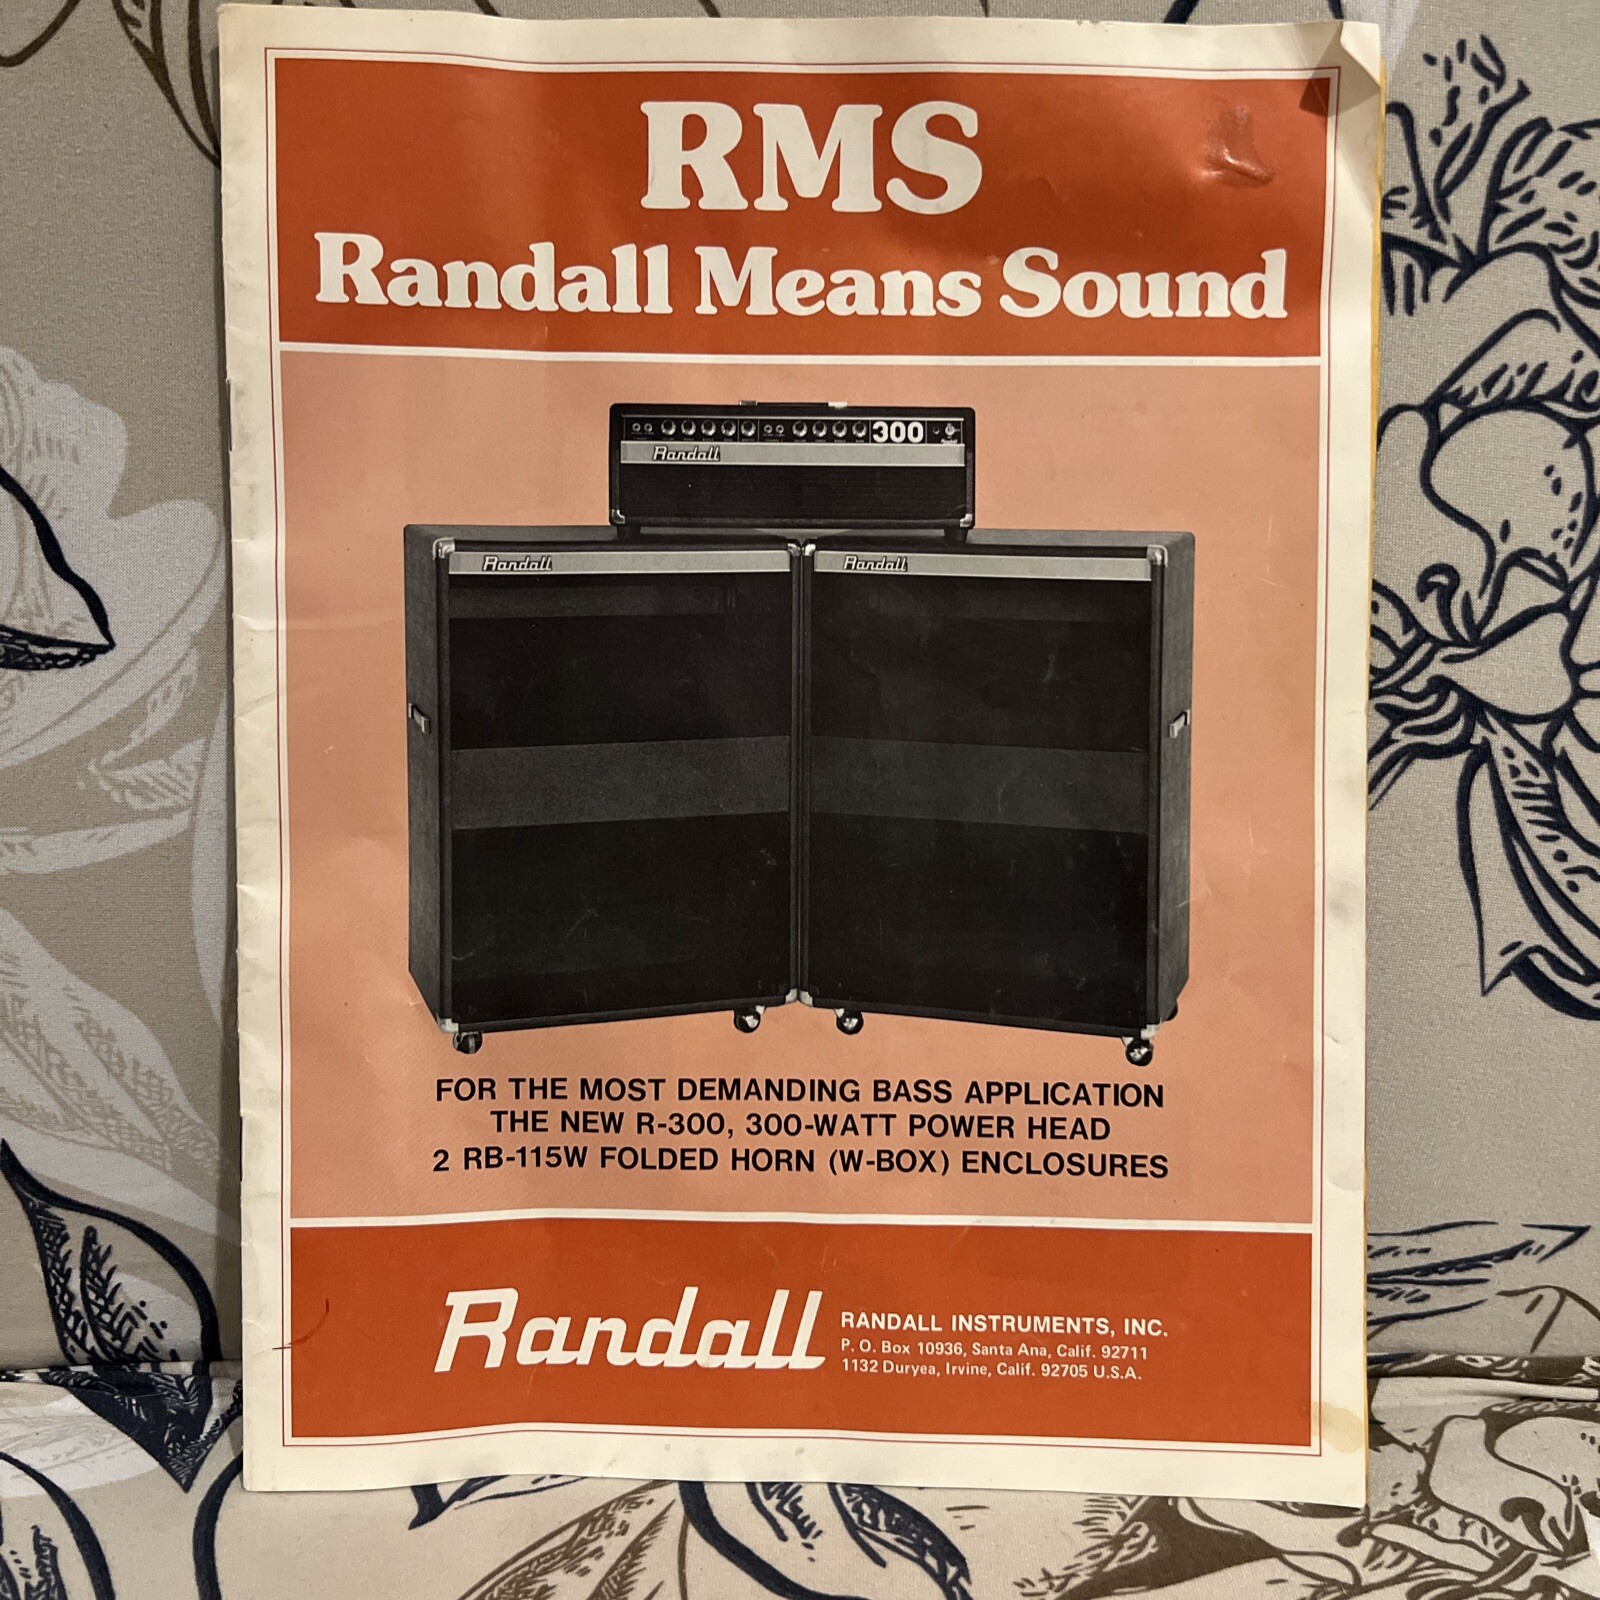 RMS
Randall Means Sound
300
Randall
Randall
Randall
FOR THE MOST DEMANDING BASS APPLICATION
THE NEW R-300, 300-WATT POWER HEAD
2 RB-115W FOLDED HORN (W-BOX) ENCLOSURES
Randall
RANDALL INSTRUMENTS, INC.
P. O. Box 10936, Santa Ana, Calif. 92711
1132 Duryea, Irvine, Calif. 92705 U.S.A.